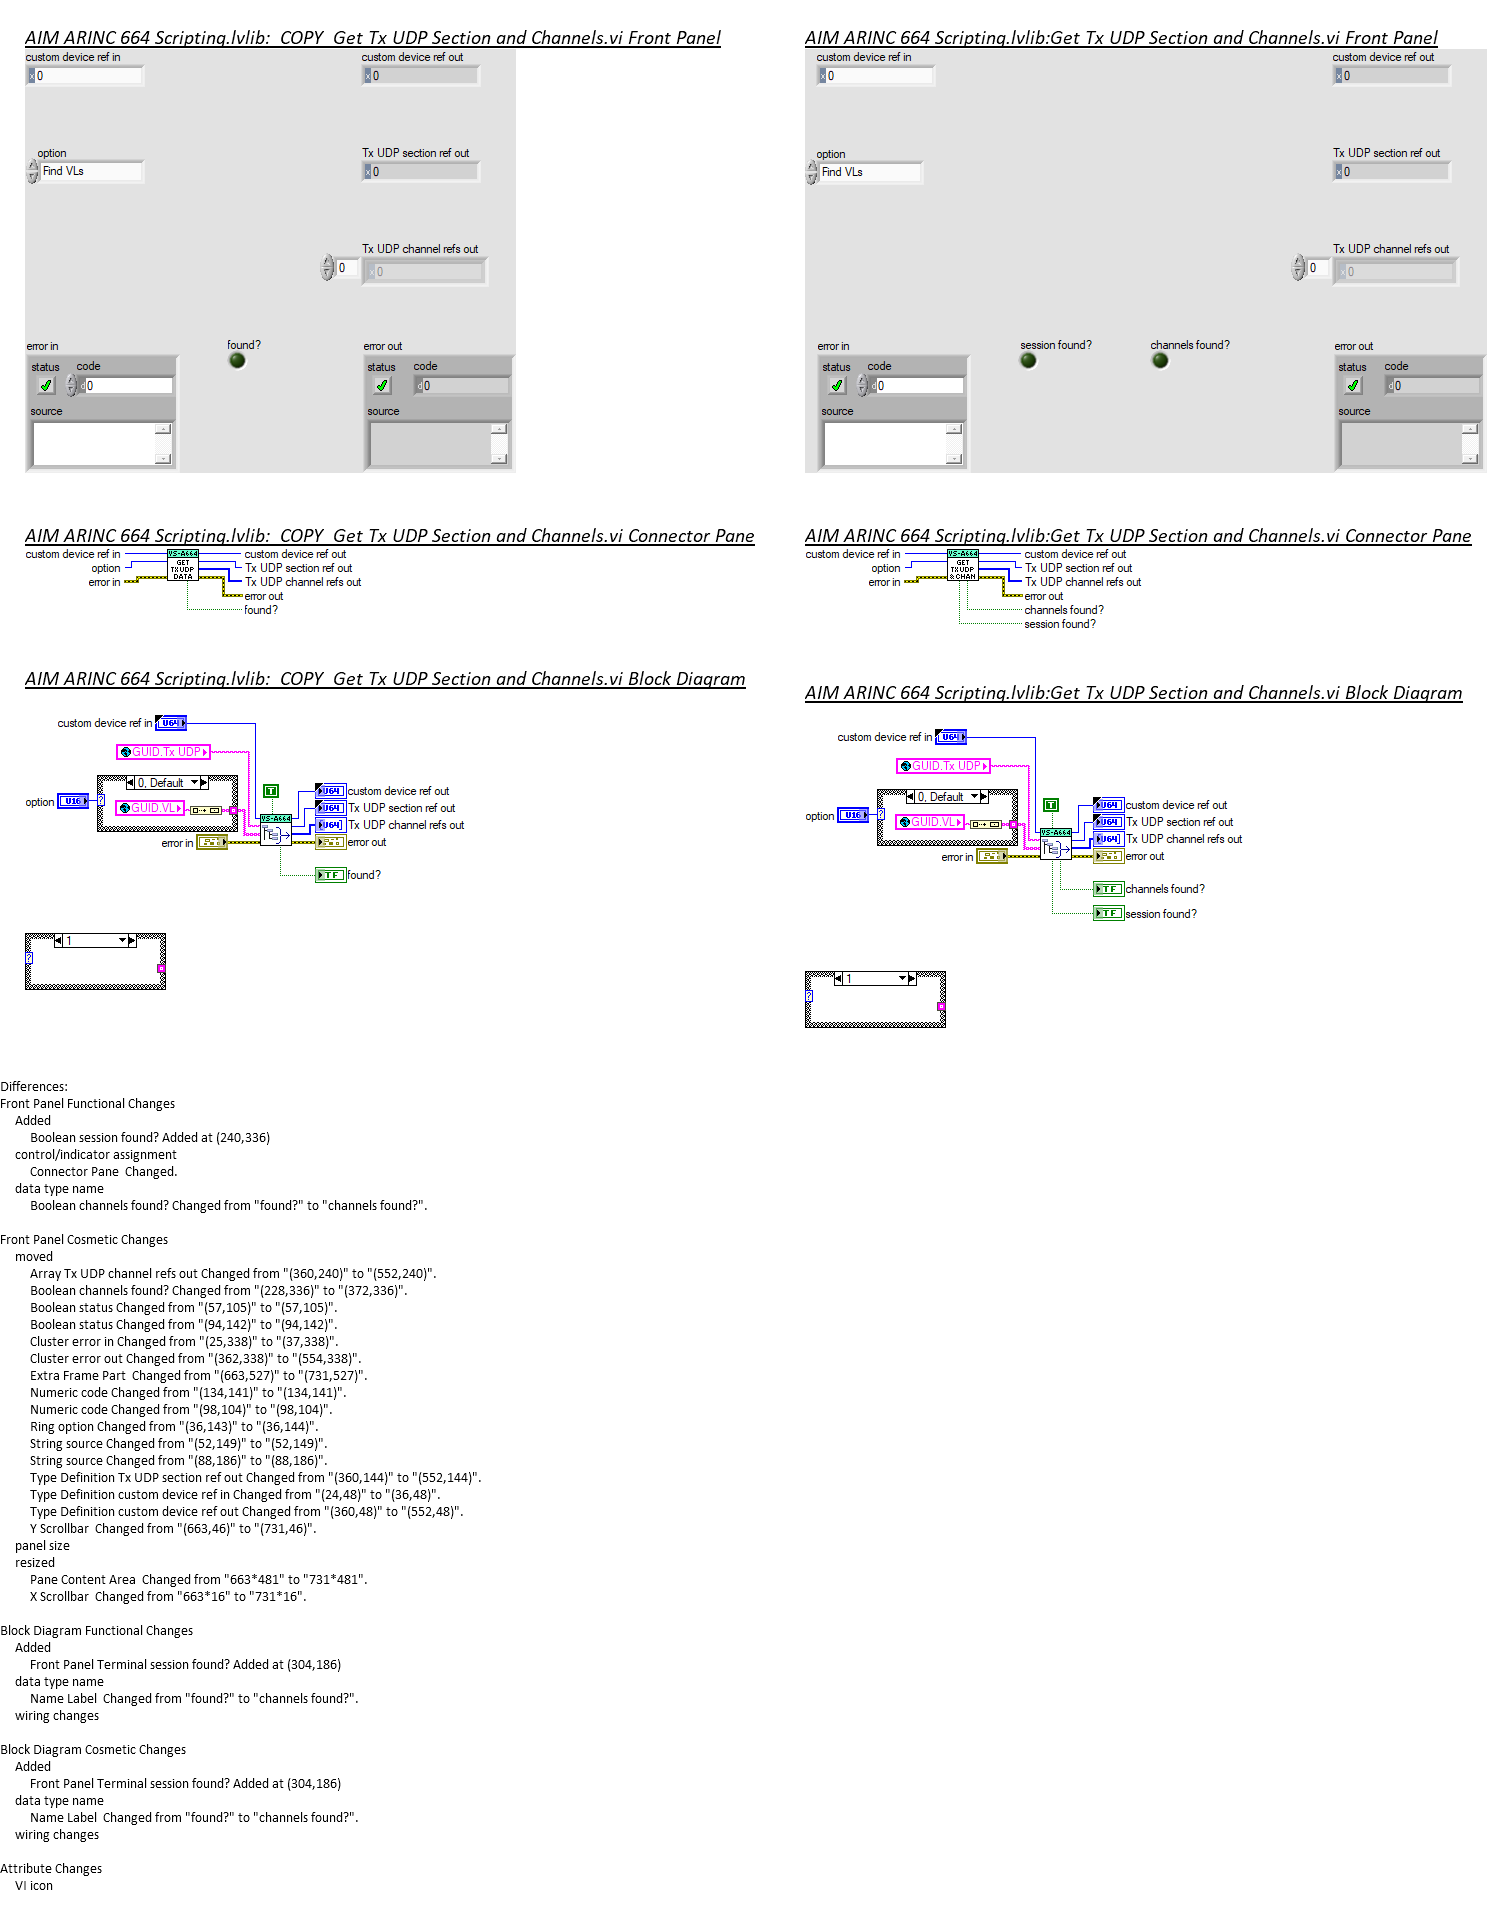 AIM ARINC 664 Scripting.lvlib:  COPY  Get Tx UDP Section and Channels.vi Front Panel
custom device ref in
x 0
custom device ref out
x 0
option
Find VLs
Tx UDP section ref out
x 0
Tx UDP channel refs out
0
x 0
error in
status
code
d 0
source
found?
error out
status
code
d 0
source
AIM ARINC 664 Scripting.lvlib:Get Tx UDP Section and Channels.vi Front Panel
custom device ref in
x 0
custom device ref out
x 0
option
Find VLs
Tx UDP section ref out
x 0
Tx UDP channel refs out
0
x 0
error in
status
code
d 0
source
session found?
channels found?
error out
status
code
d 0
source
AIM ARINC 664 Scripting.lvlib:  COPY  Get Tx UDP Section and Channels.vi Connector Pane
custom device ref in
option
error in
VS-A664
GET
TX UDP
DATA
custom device ref out
Tx UDP section ref out
Tx UDP channel refs out
error out
found?
AIM ARINC 664 Scripting.lvlib:Get Tx UDP Section and Channels.vi Connector Pane
custom device ref in
option
error in
VS-A664
GET
TX UDP
& CHAN
custom device ref out
Tx UDP section ref out
Tx UDP channel refs out
error out
channels found?
session found?
AIM ARINC 664 Scripting.lvlib:  COPY  Get Tx UDP Section and Channels.vi Block Diagram
custom device ref in
U64
GUID.Tx UDP
0, Default
option
U16
?
GUID.VL
T
VS-A664
error in
U64
custom device ref out
U64
Tx UDP section ref out
U64
Tx UDP channel refs out
error out
TF
found?
1
?
AIM ARINC 664 Scripting.lvlib:Get Tx UDP Section and Channels.vi Block Diagram
custom device ref in
U64
GUID.Tx UDP
0, Default
option
U16
?
GUID.VL
T
VS-A664
error in
U64
custom device ref out
U64
Tx UDP section ref out
U64
Tx UDP channel refs out
error out
TF
channels found?
TF
session found?
1
?
Differences:
Front Panel Functional Changes
Added
Boolean session found? Added at (240,336)
control/indicator assignment
Connector Pane  Changed.
data type name
Boolean channels found? Changed from "found?" to "channels found?".
Front Panel Cosmetic Changes
moved
Array Tx UDP channel refs out Changed from "(360,240)" to "(552,240)".
Boolean channels found? Changed from "(228,336)" to "(372,336)".
Boolean status Changed from "(57,105)" to "(57,105)".
Boolean status Changed from "(94,142)" to "(94,142)".
Cluster error in Changed from "(25,338)" to "(37,338)".
Cluster error out Changed from "(362,338)" to "(554,338)".
Extra Frame Part  Changed from "(663,527)" to "(731,527)".
Numeric code Changed from "(134,141)" to "(134,141)".
Numeric code Changed from "(98,104)" to "(98,104)".
Ring option Changed from "(36,143)" to "(36,144)".
String source Changed from "(52,149)" to "(52,149)".
String source Changed from "(88,186)" to "(88,186)".
Type Definition Tx UDP section ref out Changed from "(360,144)" to "(552,144)".
Type Definition custom device ref in Changed from "(24,48)" to "(36,48)".
Type Definition custom device ref out Changed from "(360,48)" to "(552,48)".
Y Scrollbar  Changed from "(663,46)" to "(731,46)".
panel size
resized
Pane Content Area  Changed from "663*481" to "731*481".
X Scrollbar  Changed from "663*16" to "731*16".
Block Diagram Functional Changes
Added
Front Panel Terminal session found? Added at (304,186)
data type name
Name Label  Changed from "found?" to "channels found?".
wiring changes
Block Diagram Cosmetic Changes
Added
Front Panel Terminal session found? Added at (304,186)
data type name
Name Label  Changed from "found?" to "channels found?".
wiring changes
Attribute Changes
VI icon